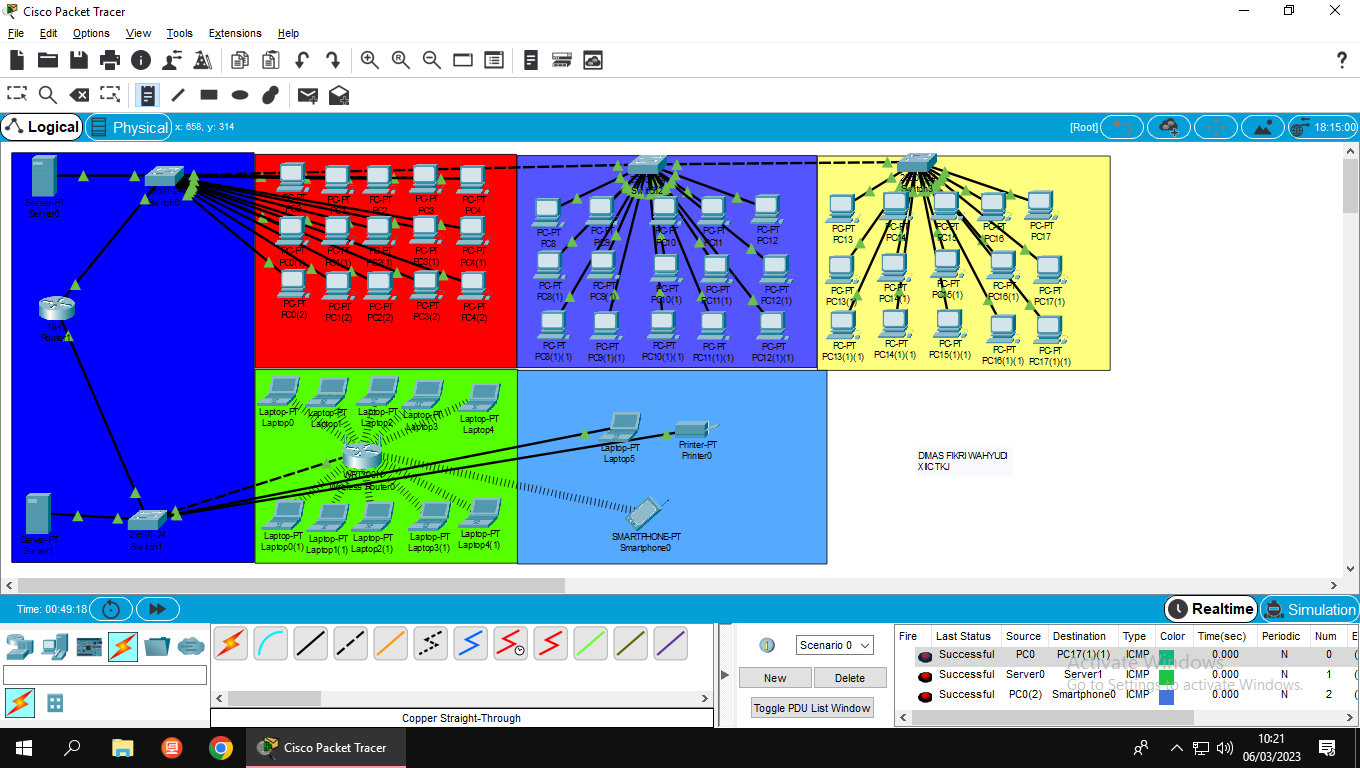 Cisco Packet Tracer
File Edit Options View Tools Extensions Help
Logical Physical x: 658, y: 314 [Root] 18:15:00
Server-PT
Server0
Switch0
PC-PT PC-PT PC-PT PC-PT PC-PT
PC1 PC2 PC3 PC4
PC-PT PC-PT PC-PT PC-PT PC-PT
PC0(1) PC1(1) PC2(1) PC3(1) PC4(1)
PC-PT PC-PT PC-PT PC-PT PC-PT
PC0(2) PC1(2) PC2(2) PC3(2) PC4(2)
Switch2
PC-PT PC-PT PC-PT PC-PT PC-PT
PC8 PC9 PC10 PC11 PC12
PC-PT PC-PT PC-PT PC-PT PC-PT
PC8(1) PC9(1) PC10(1) PC11(1) PC12(1)
PC-PT PC-PT PC-PT PC-PT PC-PT
PC8(1)(1) PC9(1)(1) PC10(1)(1) PC11(1)(1) PC12(1)(1)
Switch3
PC-PT PC-PT PC-PT PC-PT PC-PT
PC13 PC14 PC15 PC16 PC17
PC-PT PC-PT PC-PT PC-PT PC-PT
PC13(1) PC14(1) PC15(1) PC16(1) PC17(1)
PC-PT PC-PT PC-PT PC-PT PC-PT
PC13(1)(1) PC14(1)(1) PC15(1)(1) PC16(1)(1) PC17(1)(1)
Laptop-PT Laptop-PT Laptop-PT Laptop-PT Laptop-PT
Laptop0 Laptop1 Laptop2 Laptop3 Laptop4
WRT300N
Wireless Router0
Laptop-PT Laptop-PT Laptop-PT Laptop-PT Laptop-PT
Laptop0(1) Laptop1(1) Laptop2(1) Laptop3(1) Laptop4(1)
Laptop-PT
Laptop5
Printer-PT
Printer0
SMARTPHONE-PT
Smartphone0
Server-PT
Server1
Switch1
DIMAS FIKRI WAHYUDI
X IC TKJ
Time: 00:49:18 Realtime Simulation
Scenario 0
New Delete
Toggle PDU List Window
Copper Straight-Through
Fire Last Status Source Destination Type Color Time(sec) Periodic Num E
Successful PC0 PC17(1)(1) ICMP 0.000 N 0 (
Successful Server0 Server1 ICMP 0.000 N 1 (
Successful PC0(2) Smartphone0 ICMP 0.000 N 2 (
Activate Windows
Go to Settings to activate Windows.
Cisco Packet Tracer
10:21
06/03/2023